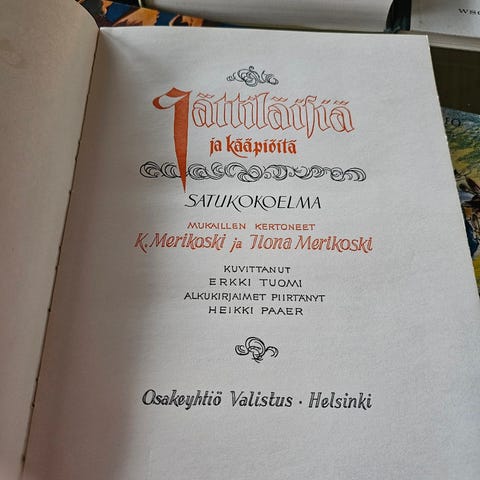 Jättiläisiä
ja kääpiöitä
SATUKOKOELMA
MUKAILLEN KERTONEET
K. Merikoski ja Ilona Merikoski
KUVITTANUT
ERKKI TUOMI
ALKUKIRJAIMET PIIRTÄNYT
HEIKKI PAAER
Osakeyhtiö Valistus · Helsinki